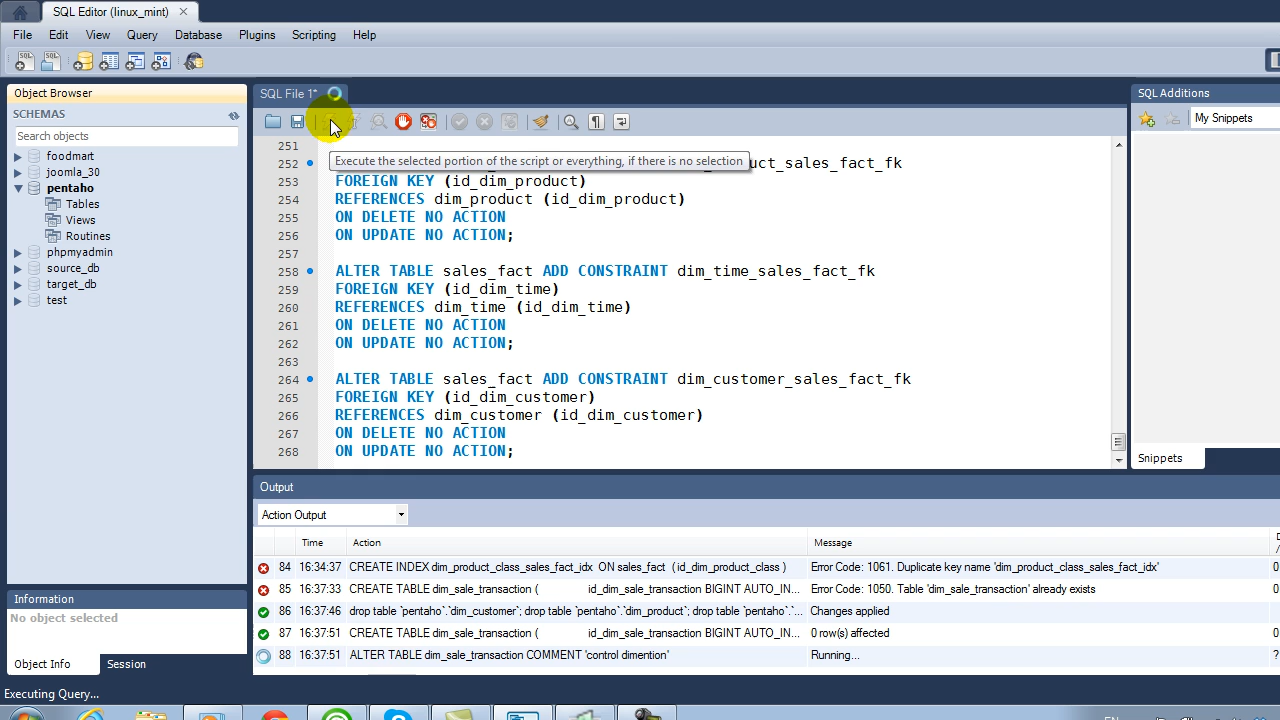 SQL Editor (linux_mint)
File Edit View Query Database Plugins Scripting Help
Object Browser
SCHEMAS
Search objects
foodmart
joomla_30
pentaho
Tables
Views
Routines
phpmyadmin
source_db
target_db
test
Information
No object selected
Object Info Session
SQL File 1*
Execute the selected portion of the script or everything, if there is no selection
251
252 uct_sales_fact_fk
253 FOREIGN KEY (id_dim_product)
254 REFERENCES dim_product (id_dim_product)
255 ON DELETE NO ACTION
256 ON UPDATE NO ACTION;
257
258 ALTER TABLE sales_fact ADD CONSTRAINT dim_time_sales_fact_fk
259 FOREIGN KEY (id_dim_time)
260 REFERENCES dim_time (id_dim_time)
261 ON DELETE NO ACTION
262 ON UPDATE NO ACTION;
263
264 ALTER TABLE sales_fact ADD CONSTRAINT dim_customer_sales_fact_fk
265 FOREIGN KEY (id_dim_customer)
266 REFERENCES dim_customer (id_dim_customer)
267 ON DELETE NO ACTION
268 ON UPDATE NO ACTION;
SQL Additions
My Snippets
Snippets
Output
Action Output
Time Action Message
84 16:34:37 CREATE INDEX dim_product_class_sales_fact_idx ON sales_fact ( id_dim_product_class ) Error Code: 1061. Duplicate key name 'dim_product_class_sales_fact_idx' 0
85 16:37:33 CREATE TABLE dim_sale_transaction ( id_dim_sale_transaction BIGINT AUTO_IN... Error Code: 1050. Table 'dim_sale_transaction' already exists 0
86 16:37:46 drop table `pentaho`.`dim_customer`; drop table `pentaho`.`dim_product`; drop table `pentaho`.`... Changes applied
87 16:37:51 CREATE TABLE dim_sale_transaction ( id_dim_sale_transaction BIGINT AUTO_IN... 0 row(s) affected 0
88 16:37:51 ALTER TABLE dim_sale_transaction COMMENT 'control dimention' Running... ?
Executing Query...
EN